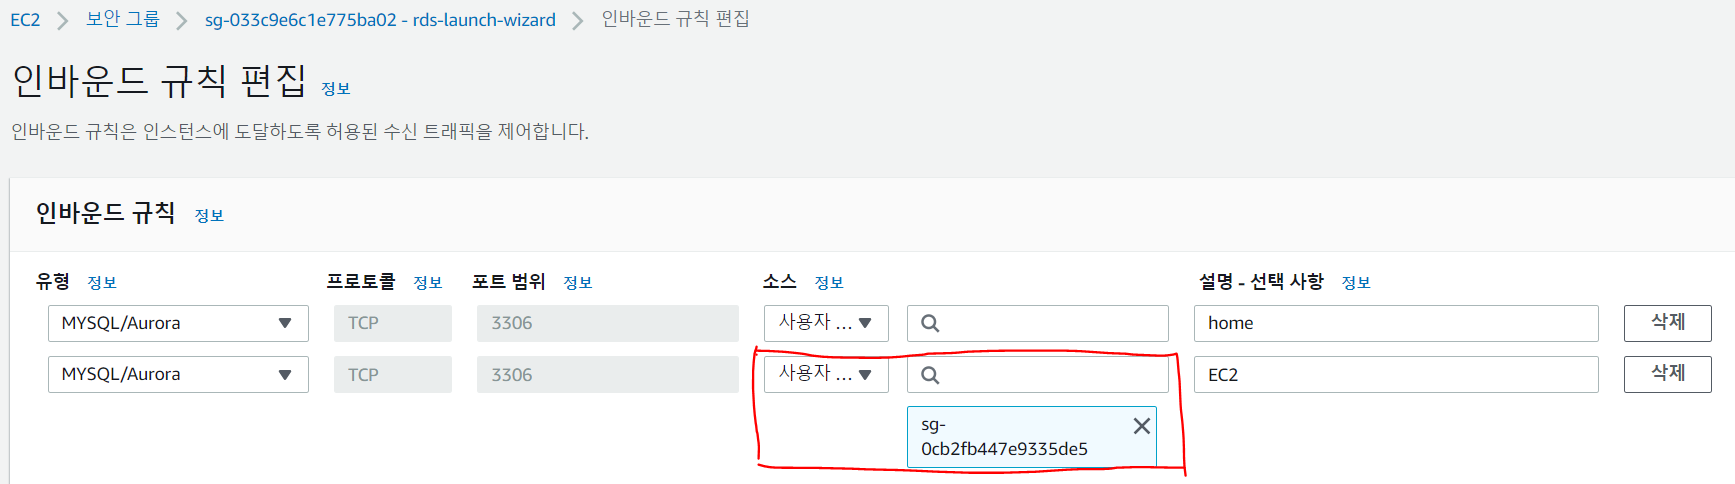 EC2 > 보안 그룹 > sg-033c9e6c1e775ba02 - rds-launch-wizard > 인바운드 규칙 편집
인바운드 규칙 편집 정보
인바운드 규칙은 인스턴스에 도달하도록 허용된 수신 트래픽을 제어합니다.
인바운드 규칙 정보
유형 정보 프로토콜 정보 포트 범위 정보 소스 정보 설명 - 선택 사항 정보
MYSQL/Aurora TCP 3306 사용자 ... home 삭제
MYSQL/Aurora TCP 3306 사용자 ... EC2 삭제
sg-
0cb2fb447e9335de5